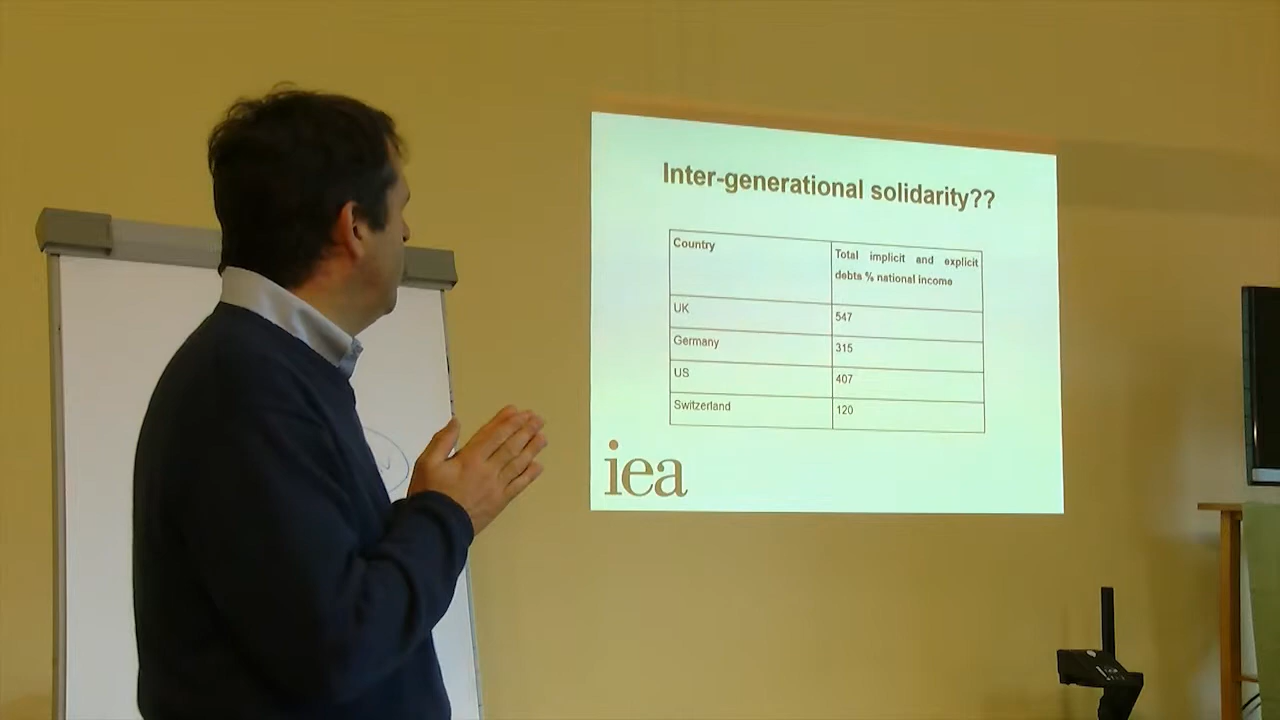 Inter-generational solidarity??
Country
Total implicit and explicit
debts % national income
UK
547
Germany
315
US
407
Switzerland
120
iea